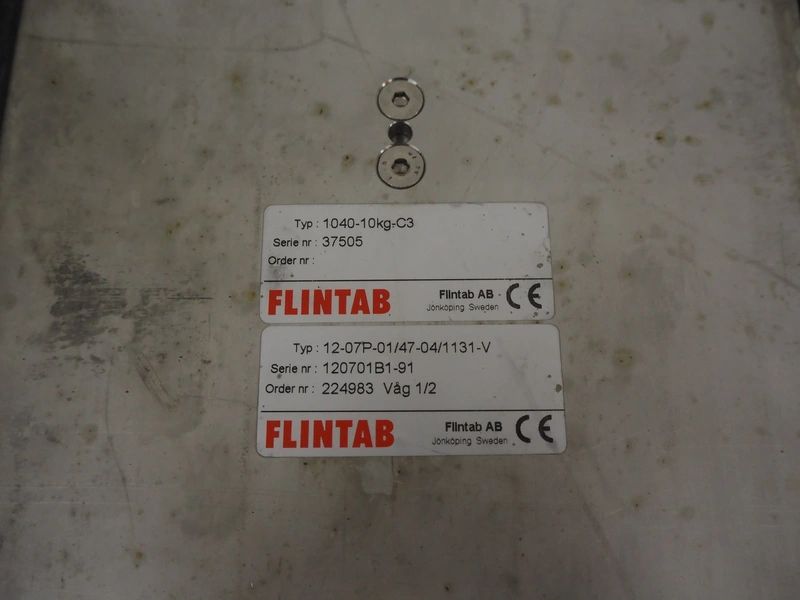 Typ : 1040-10kg-C3
Serie nr : 37505
Order nr :
FLINTAB
Flintab AB
Jönköping Sweden
CE
Typ : 12-07P-01/47-04/1131-V
Serie nr : 120701B1-91
Order nr : 224983 Våg 1/2
FLINTAB
Flintab AB
Jönköping Sweden
CE